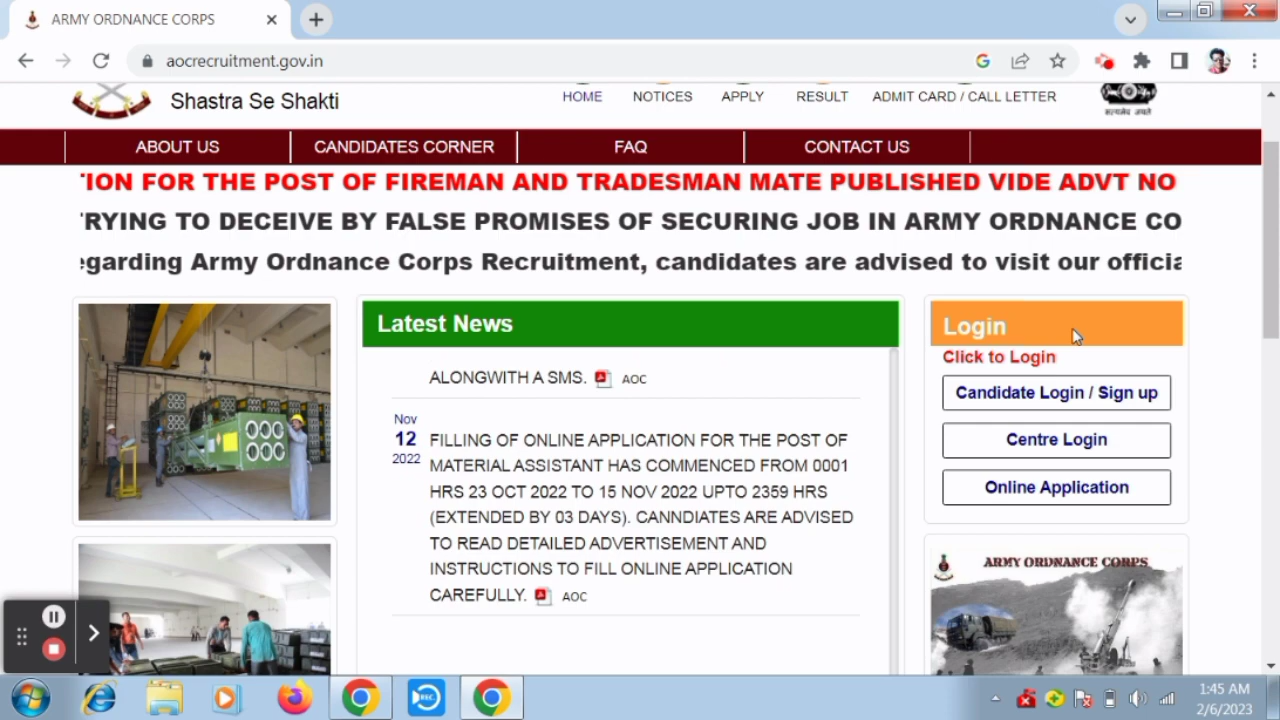 ARMY ORDNANCE CORPS
aocrecruitment.gov.in
Shastra Se Shakti
HOME NOTICES APPLY RESULT ADMIT CARD / CALL LETTER
सत्यमेव जयते
ABOUT US CANDIDATES CORNER FAQ CONTACT US
ION FOR THE POST OF FIREMAN AND TRADESMAN MATE PUBLISHED VIDE ADVT NO
RYING TO DECEIVE BY FALSE PROMISES OF SECURING JOB IN ARMY ORDNANCE CO
egarding Army Ordnance Corps Recruitment, candidates are advised to visit our officia
Latest News
ALONGWITH A SMS. AOC
Nov
12
2022
FILLING OF ONLINE APPLICATION FOR THE POST OF
MATERIAL ASSISTANT HAS COMMENCED FROM 0001
HRS 23 OCT 2022 TO 15 NOV 2022 UPTO 2359 HRS
(EXTENDED BY 03 DAYS). CANNDIATES ARE ADVISED
TO READ DETAILED ADVERTISEMENT AND
INSTRUCTIONS TO FILL ONLINE APPLICATION
CAREFULLY. AOC
Login
Click to Login
Candidate Login / Sign up
Centre Login
Online Application
ARMY ORDNANCE CORPS
1:45 AM
2/6/2023